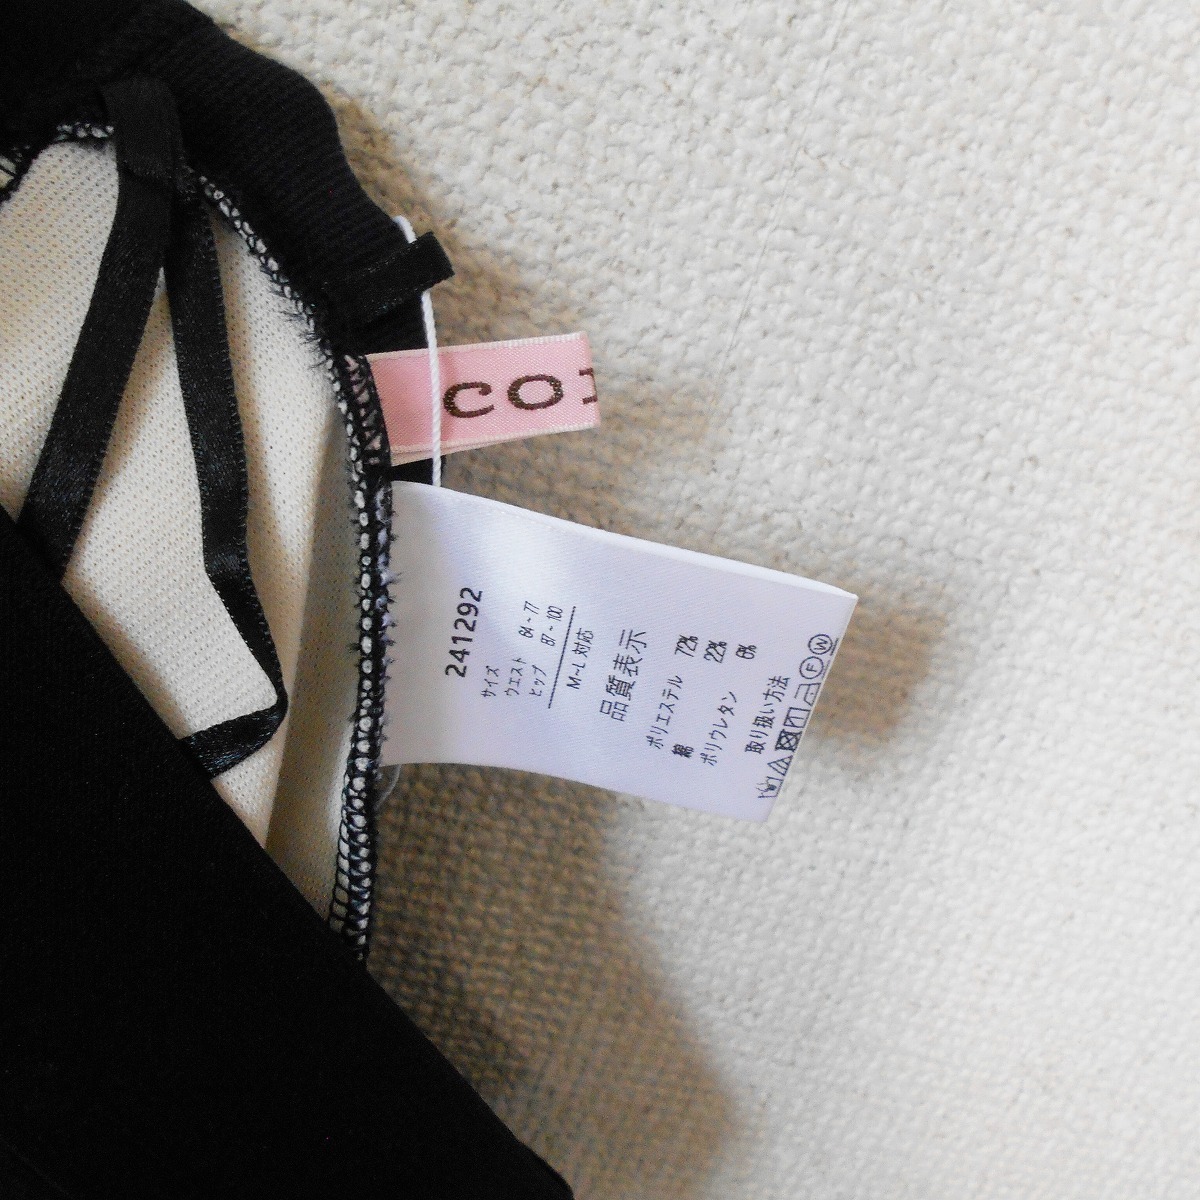 CO
241292
サイズ
ウエスト 64~77
ヒップ 87~100
M~L 対応
品質表示
ポリエステル 72%
綿 22%
ポリウレタン 6%
取り扱い方法
F W